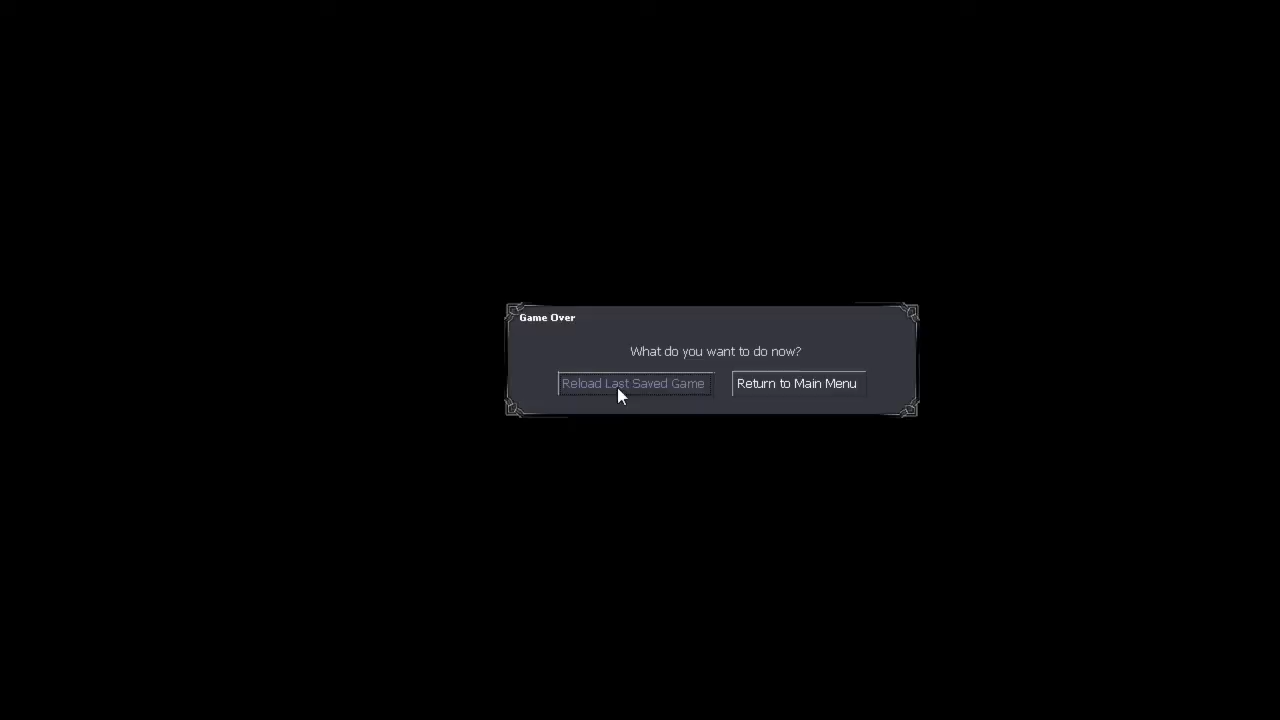 Game Over
What do you want to do now?
Reload Last Saved Game
Return to Main Menu